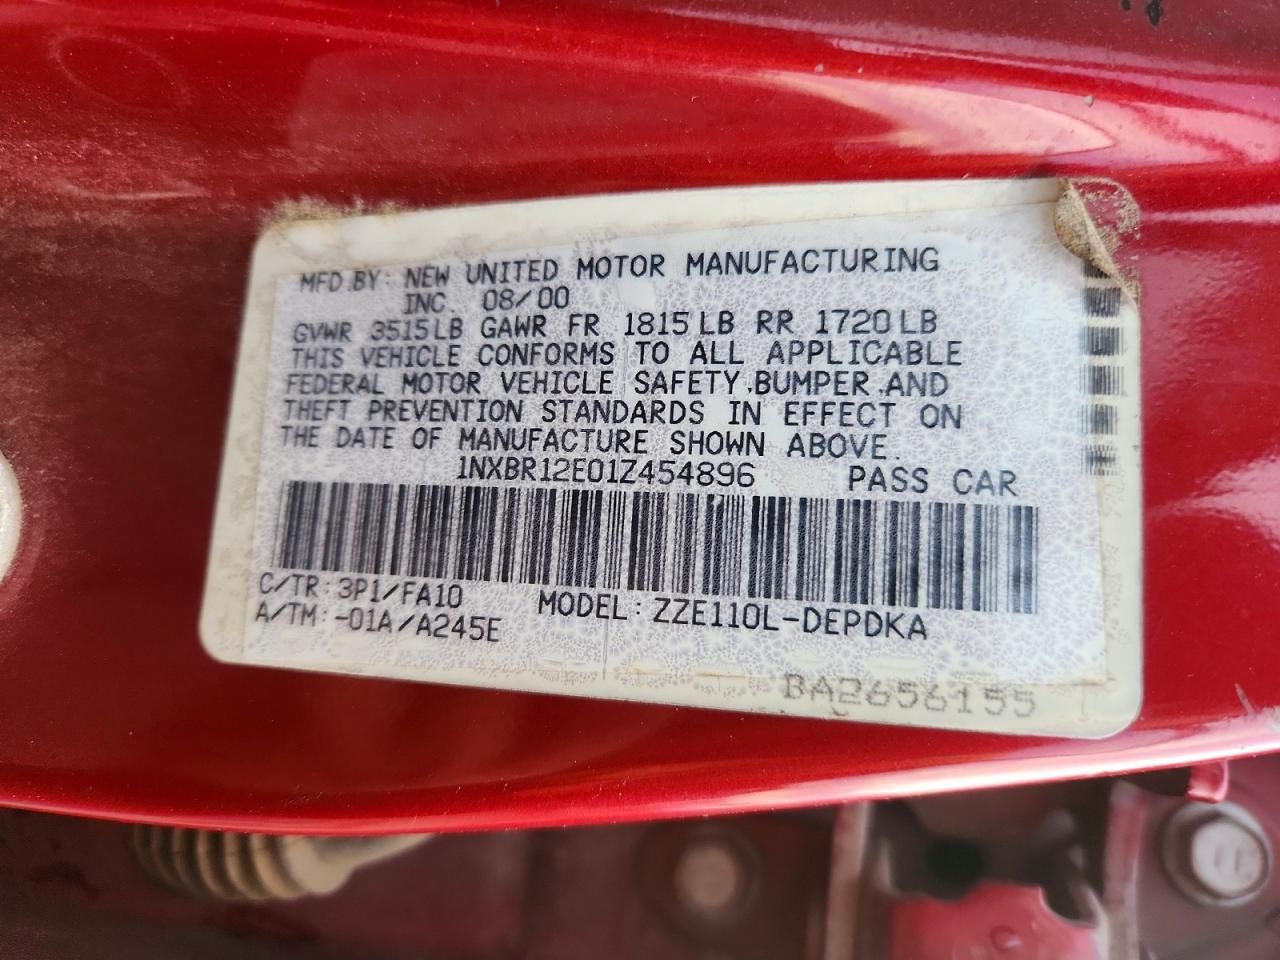 MFD.BY: NEW UNITED MOTOR MANUFACTURING
INC. 08/00
GVWR 3515LB GAWR FR 1815LB RR 1720LB
THIS VEHICLE CONFORMS TO ALL APPLICABLE
FEDERAL MOTOR VEHICLE SAFETY,BUMPER,AND
THEFT PREVENTION STANDARDS IN EFFECT ON
THE DATE OF MANUFACTURE SHOWN ABOVE.
1NXBR12E01Z454896 PASS CAR
C/TR:3P1/FA10 MODEL:ZZE110L-DEPDKA
A/TM:-01A/A245E
BA2656155